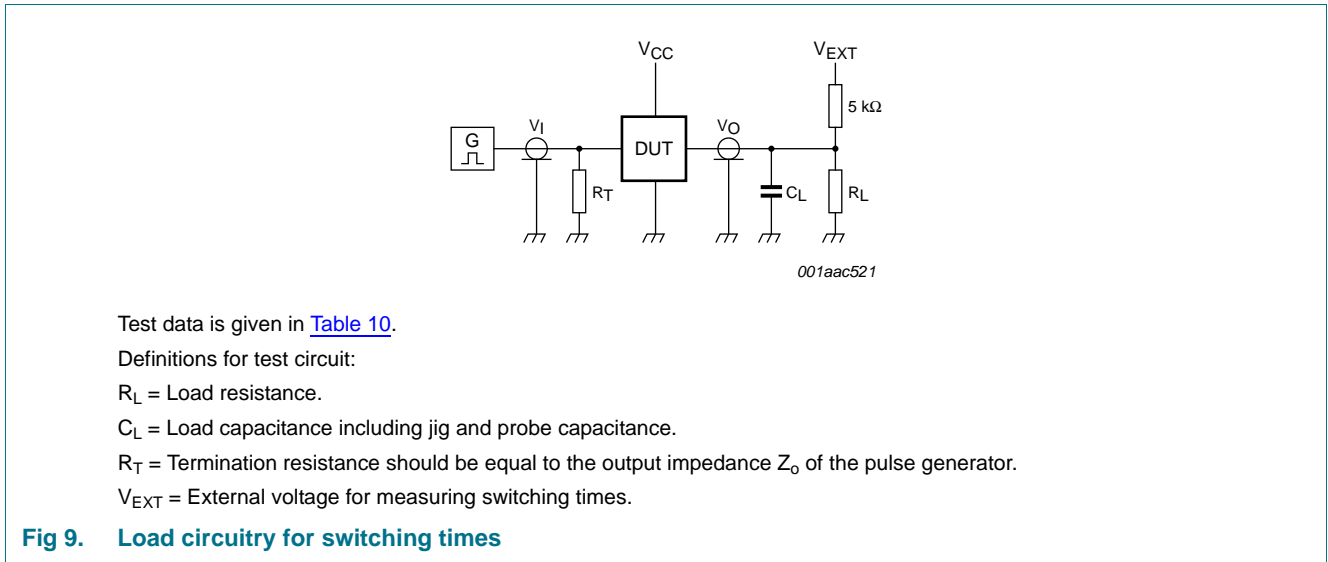 VCC
VEXT
5 kΩ
G
VI
DUT
VO
RT
CL
RL
001aac521
Test data is given in Table 10.
Definitions for test circuit:
RL = Load resistance.
CL = Load capacitance including jig and probe capacitance.
RT = Termination resistance should be equal to the output impedance Zo of the pulse generator.
VEXT = External voltage for measuring switching times.
Fig 9. Load circuitry for switching times